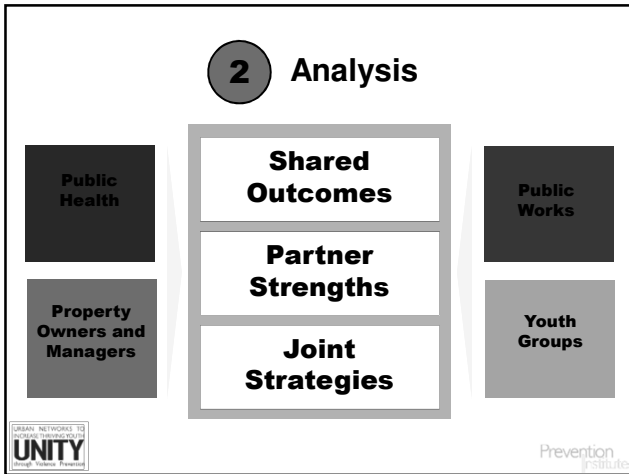 2 Analysis
Public
Health
Property
Owners and
Managers
Shared
Outcomes
Partner
Strengths
Joint
Strategies
Public
Works
Youth
Groups
URBAN NETWORKS TO
INCREASE THRIVING YOUTH
UNITY
through Violence Prevention
Prevention
Institute